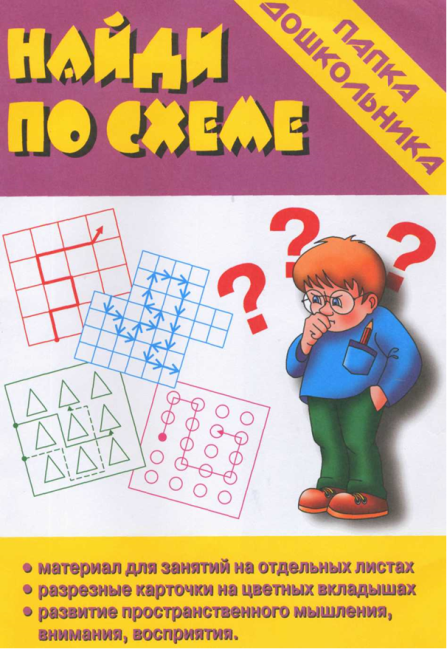 НАЙДИ
ПО СХЕМЕ
ПАПКА
ДОШКОЛЬНИКА
? ? ?
• материал для занятий на отдельных листах
• разрезные карточки на цветных вкладышах
• развитие пространственного мышления,
внимания, восприятия.